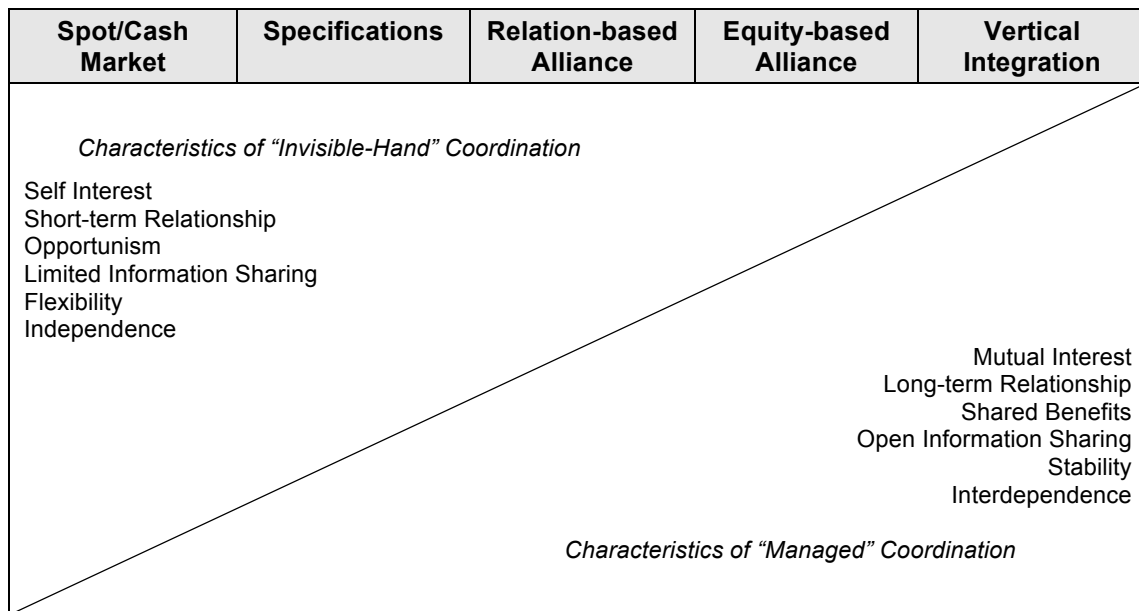 Spot/Cash Market
Specifications
Relation-based Alliance
Equity-based Alliance
Vertical Integration
Characteristics of “Invisible-Hand” Coordination
Self Interest
Short-term Relationship
Opportunism
Limited Information Sharing
Flexibility
Independence
Mutual Interest
Long-term Relationship
Shared Benefits
Open Information Sharing
Stability
Interdependence
Characteristics of “Managed” Coordination